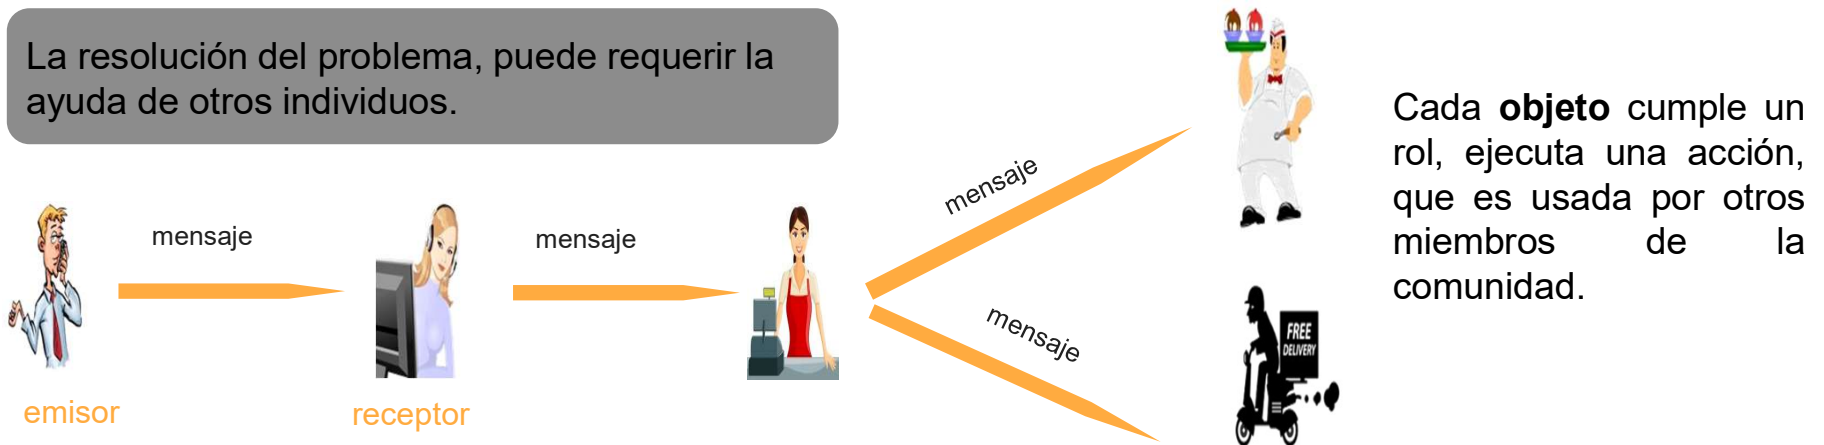 La resolución del problema, puede requerir la
ayuda de otros individuos.
mensaje
mensaje
mensaje
mensaje
emisor
receptor
FREE
DELIVERY
Cada objeto cumple un
rol, ejecuta una acción,
que es usada por otros
miembros de la
comunidad.